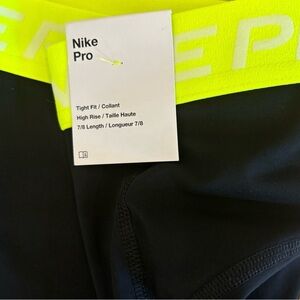 Nike
Pro
Tight Fit / Collant
High Rise / Taille Haute
7/8 Length / Longueur 7/8